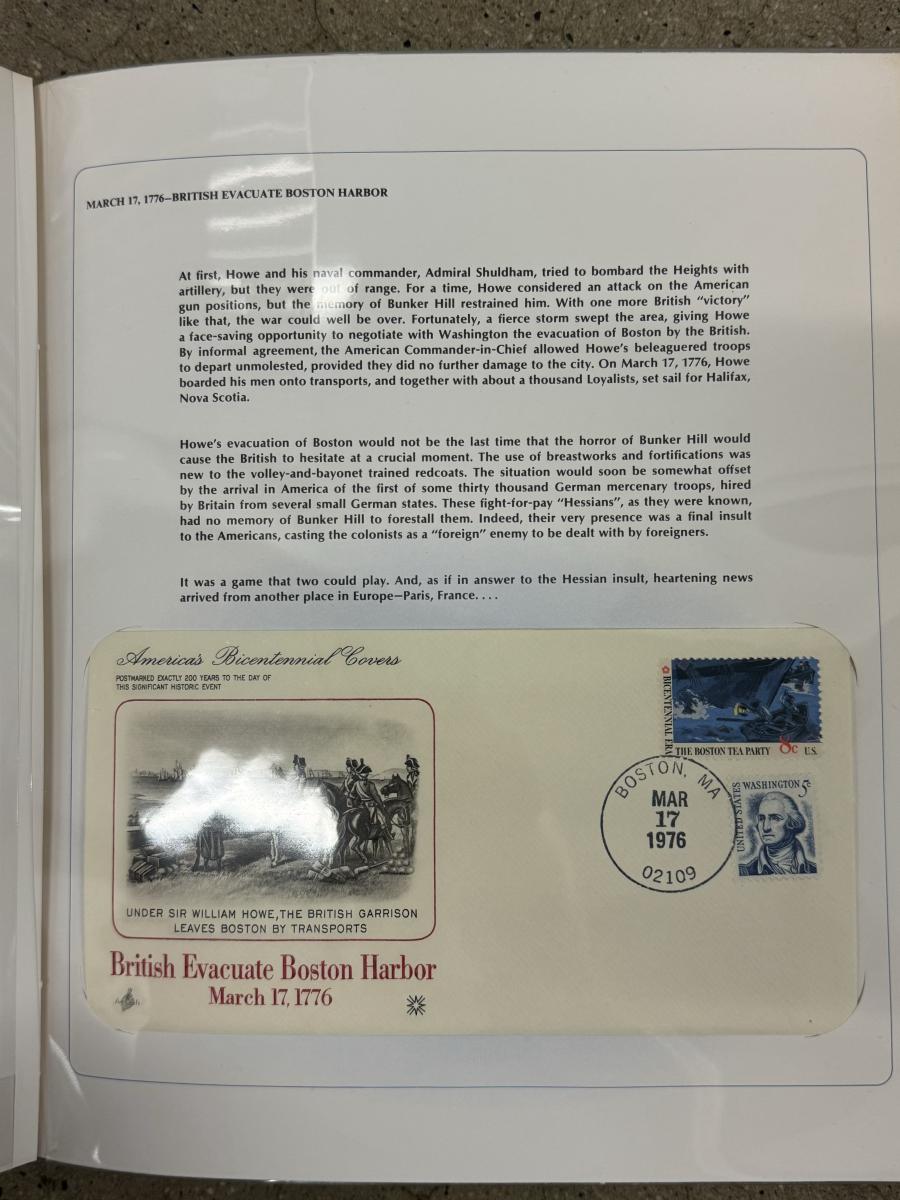 MARCH 17, 1776—BRITISH EVACUATE BOSTON HARBOR
At first, Howe and his naval commander, Admiral Shuldham, tried to bombard the Heights with
artillery, but they were out of range. For a time, Howe considered an attack on the American
gun positions, but the memory of Bunker Hill restrained him. With one more British “victory”
like that, the war could well be over. Fortunately, a fierce storm swept the area, giving Howe
a face-saving opportunity to negotiate with Washington the evacuation of Boston by the British.
By informal agreement, the American Commander-in-Chief allowed Howe’s beleaguered troops
to depart unmolested, provided they did no further damage to the city. On March 17, 1776, Howe
boarded his men onto transports, and together with about a thousand Loyalists, set sail for Halifax,
Nova Scotia.
Howe’s evacuation of Boston would not be the last time that the horror of Bunker Hill would
cause the British to hesitate at a crucial moment. The use of breastworks and fortifications was
new to the volley-and-bayonet trained redcoats. The situation would soon be somewhat offset
by the arrival in America of the first of some thirty thousand German mercenary troops, hired
by Britain from several small German states. These fight-for-pay “Hessians”, as they were known,
had no memory of Bunker Hill to forestall them. Indeed, their very presence was a final insult
to the Americans, casting the colonists as a “foreign” enemy to be dealt with by foreigners.
It was a game that two could play. And, as if in answer to the Hessian insult, heartening news
arrived from another place in Europe—Paris, France. . . .
America's Bicentennial Covers
POSTMARKED EXACTLY 200 YEARS TO THE DAY OF
THIS SIGNIFICANT HISTORIC EVENT
BICENTENNIAL ERA
THE BOSTON TEA PARTY 8c U.S.
BOSTON, MA
MAR
17
1976
02109
UNITED STATES
WASHINGTON 5c
UNDER SIR WILLIAM HOWE, THE BRITISH GARRISON
LEAVES BOSTON BY TRANSPORTS
British Evacuate Boston Harbor
March 17, 1776